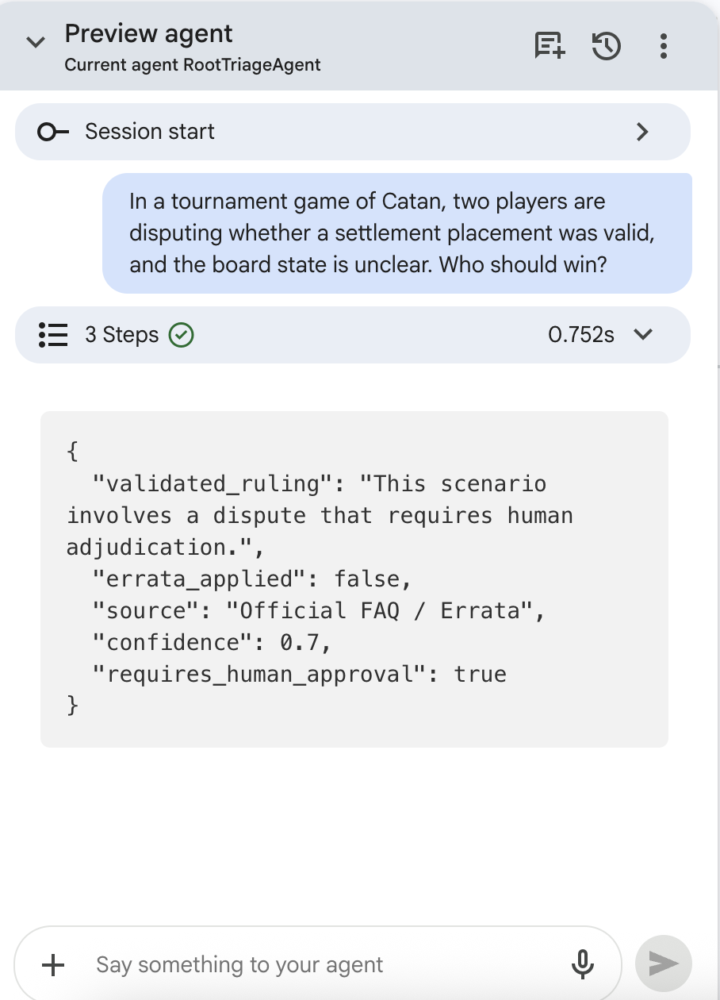 Preview agent
Current agent RootTriageAgent
Session start
In a tournament game of Catan, two players are
disputing whether a settlement placement was valid,
and the board state is unclear. Who should win?
3 Steps 0.752s
{
  "validated_ruling": "This scenario
involves a dispute that requires human
adjudication.",
  "errata_applied": false,
  "source": "Official FAQ / Errata",
  "confidence": 0.7,
  "requires_human_approval": true
}
Say something to your agent